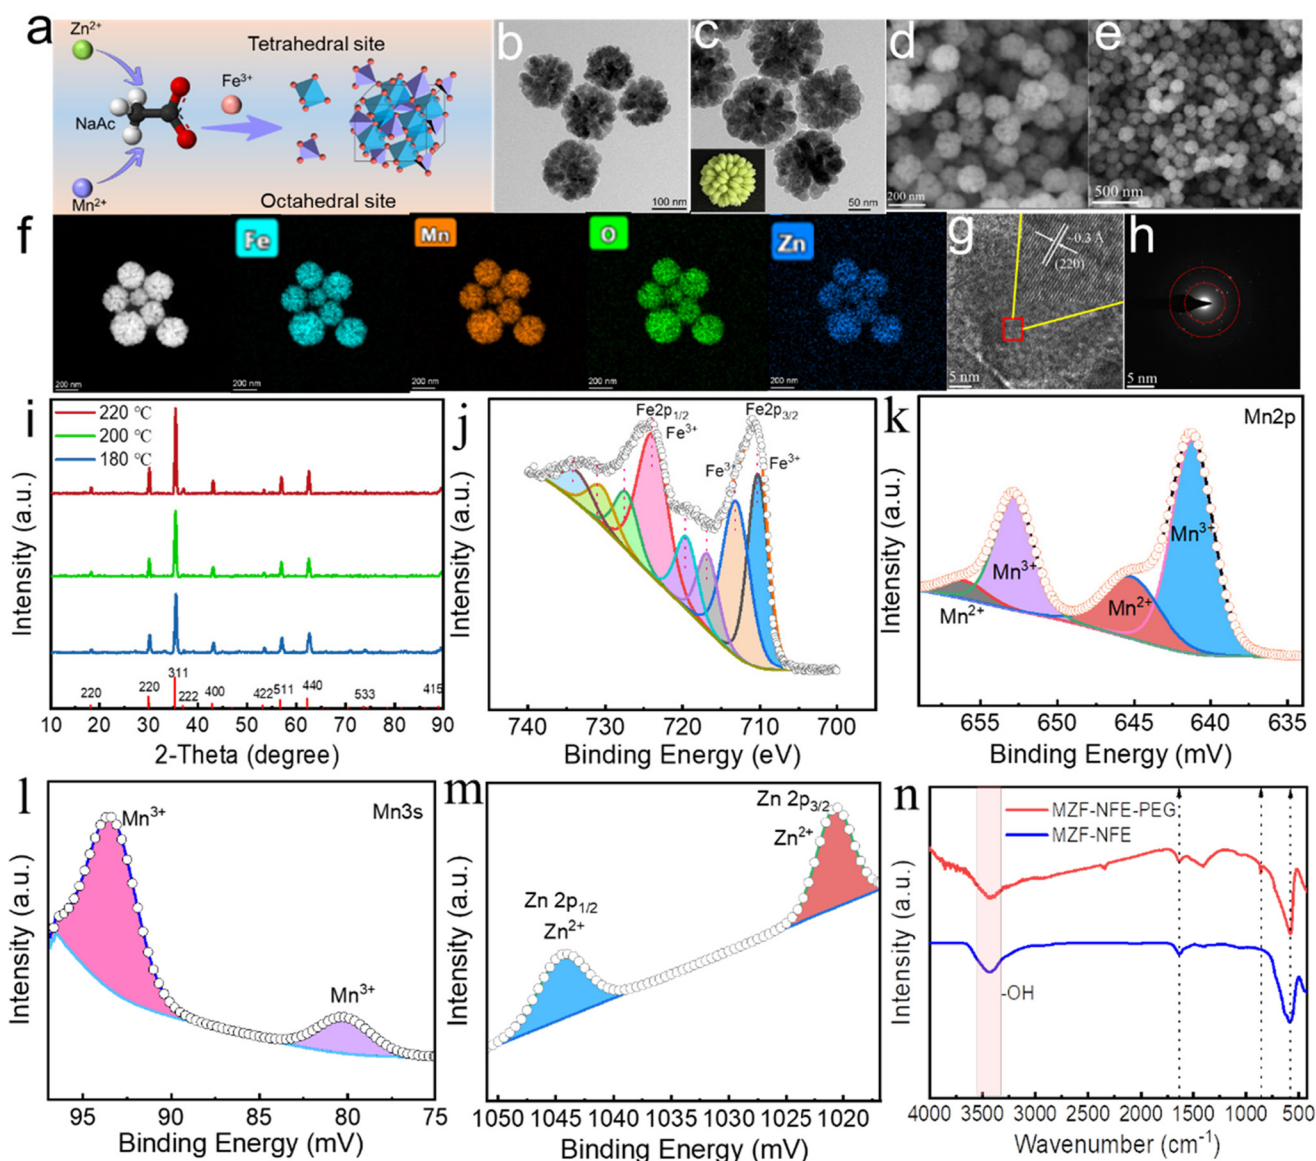 a
Zn²⁺
NaAc
Mn²⁺
Fe³⁺
Tetrahedral site
Octahedral site
b
100 nm
c
50 nm
d
200 nm
e
500 nm
f
200 nm
Fe
200 nm
Mn
200 nm
O
200 nm
Zn
200 nm
g
~0.3 Å
(220)
5 nm
h
5 nm
i
220 ℃
200 ℃
180 ℃
Intensity (a.u.)
220 220 311 222 400 422 511 440 533 415
10 20 30 40 50 60 70 80 90
2-Theta (degree)
j
Fe2p1/2
Fe³⁺
Fe2p3/2
Fe³⁺
Fe³⁺
Intensity (a.u.)
740 730 720 710 700
Binding Energy (eV)
k
Mn2p
Mn³⁺
Mn³⁺
Mn²⁺
Mn²⁺
Intensity (a.u.)
655 650 645 640 634
Binding Energy (mV)
l
Mn3s
Mn³⁺
Mn³⁺
Intensity (a.u.)
95 90 85 80 75
Binding Energy (mV)
m
Zn 2p3/2
Zn²⁺
Zn 2p1/2
Zn²⁺
Intensity (a.u.)
1050 1045 1040 1035 1030 1025 1020
Binding Energy (mV)
n
MZF-NFE-PEG
MZF-NFE
-OH
Intensity (a.u.)
4000 3500 3000 2500 2000 1500 1000 500
Wavenumber (cm⁻¹)